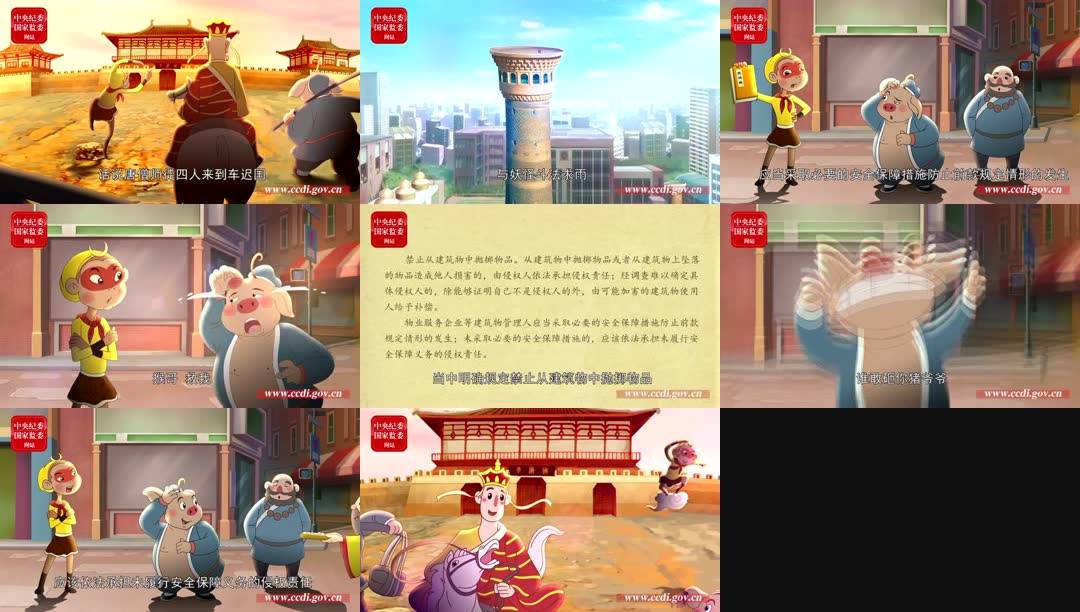 中央纪委
国家监委
网站
话说唐僧师徒四人来到车迟国
www.ccdi.gov.cn
中央纪委
国家监委
网站
与妖怪斗法求雨
www.ccdi.gov.cn
中央纪委
国家监委
网站
应当采取必要的安全保障措施防止前款规定情形的发生
www.ccdi.gov.cn
中央纪委
国家监委
网站
猴哥 救我
www.ccdi.gov.cn
中央纪委
国家监委
网站
禁止从建筑物中抛掷物品。从建筑物中抛掷物品或者从建筑物上坠落
的物品造成他人损害的，由侵权人依法承担侵权责任；经调查难以确定具
体侵权人的，除能够证明自己不是侵权人的外，由可能加害的建筑物使用
人给予补偿。
物业服务企业等建筑物管理人应当采取必要的安全保障措施防止前款
规定情形的发生；未采取必要的安全保障措施的，应该依法承担未履行安
全保障义务的侵权责任。
当中明确规定禁止从建筑物中抛掷物品
www.ccdi.gov.cn
中央纪委
国家监委
网站
谁敢砸你猪爷爷
www.ccdi.gov.cn
中央纪委
国家监委
网站
应该依法承担未履行安全保障义务的侵权责任
www.ccdi.gov.cn
中央纪委
国家监委
网站
www.ccdi.gov.cn